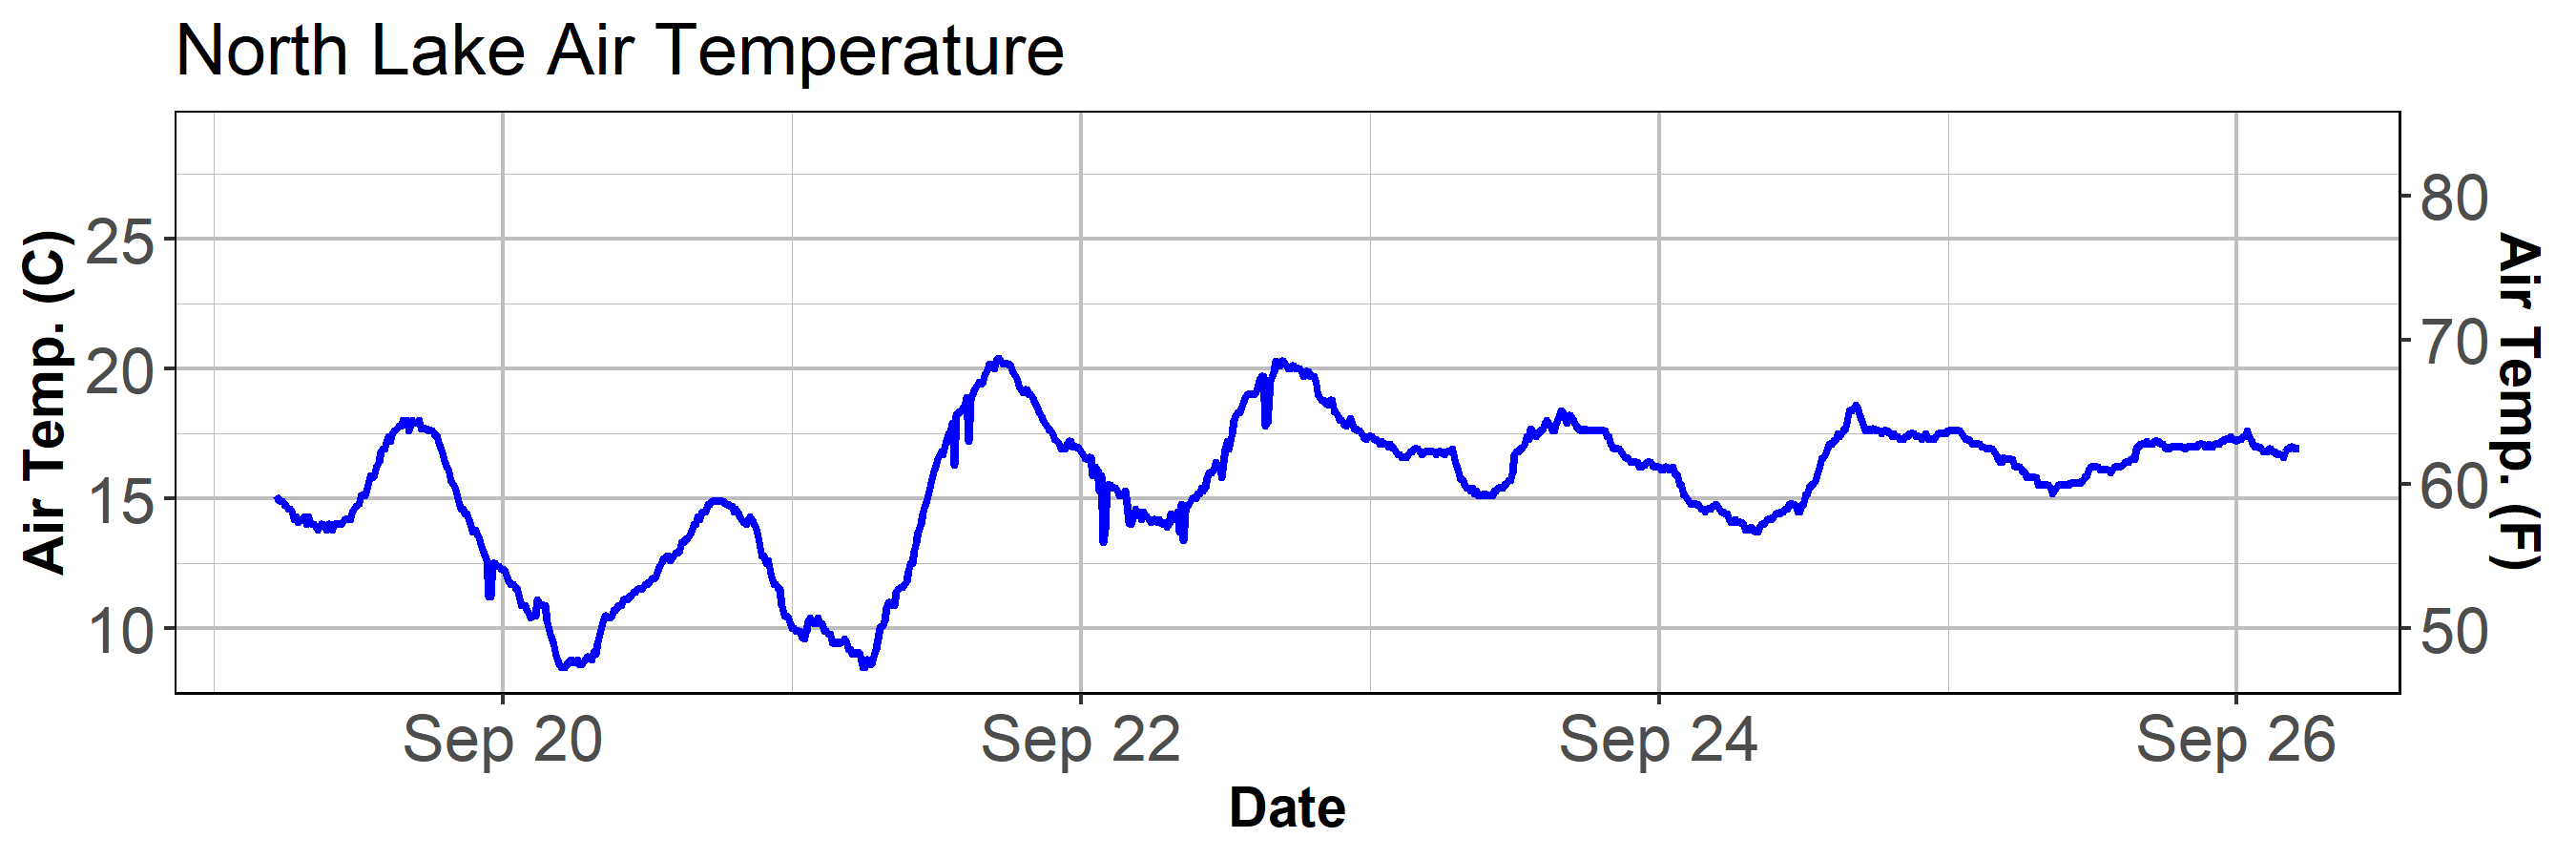 North Lake Air Temperature
Air Temp. (C)
25
20
15
10
80
70
60
50
Air Temp. (F)
Sep 20
Sep 22
Sep 24
Sep 26
Date